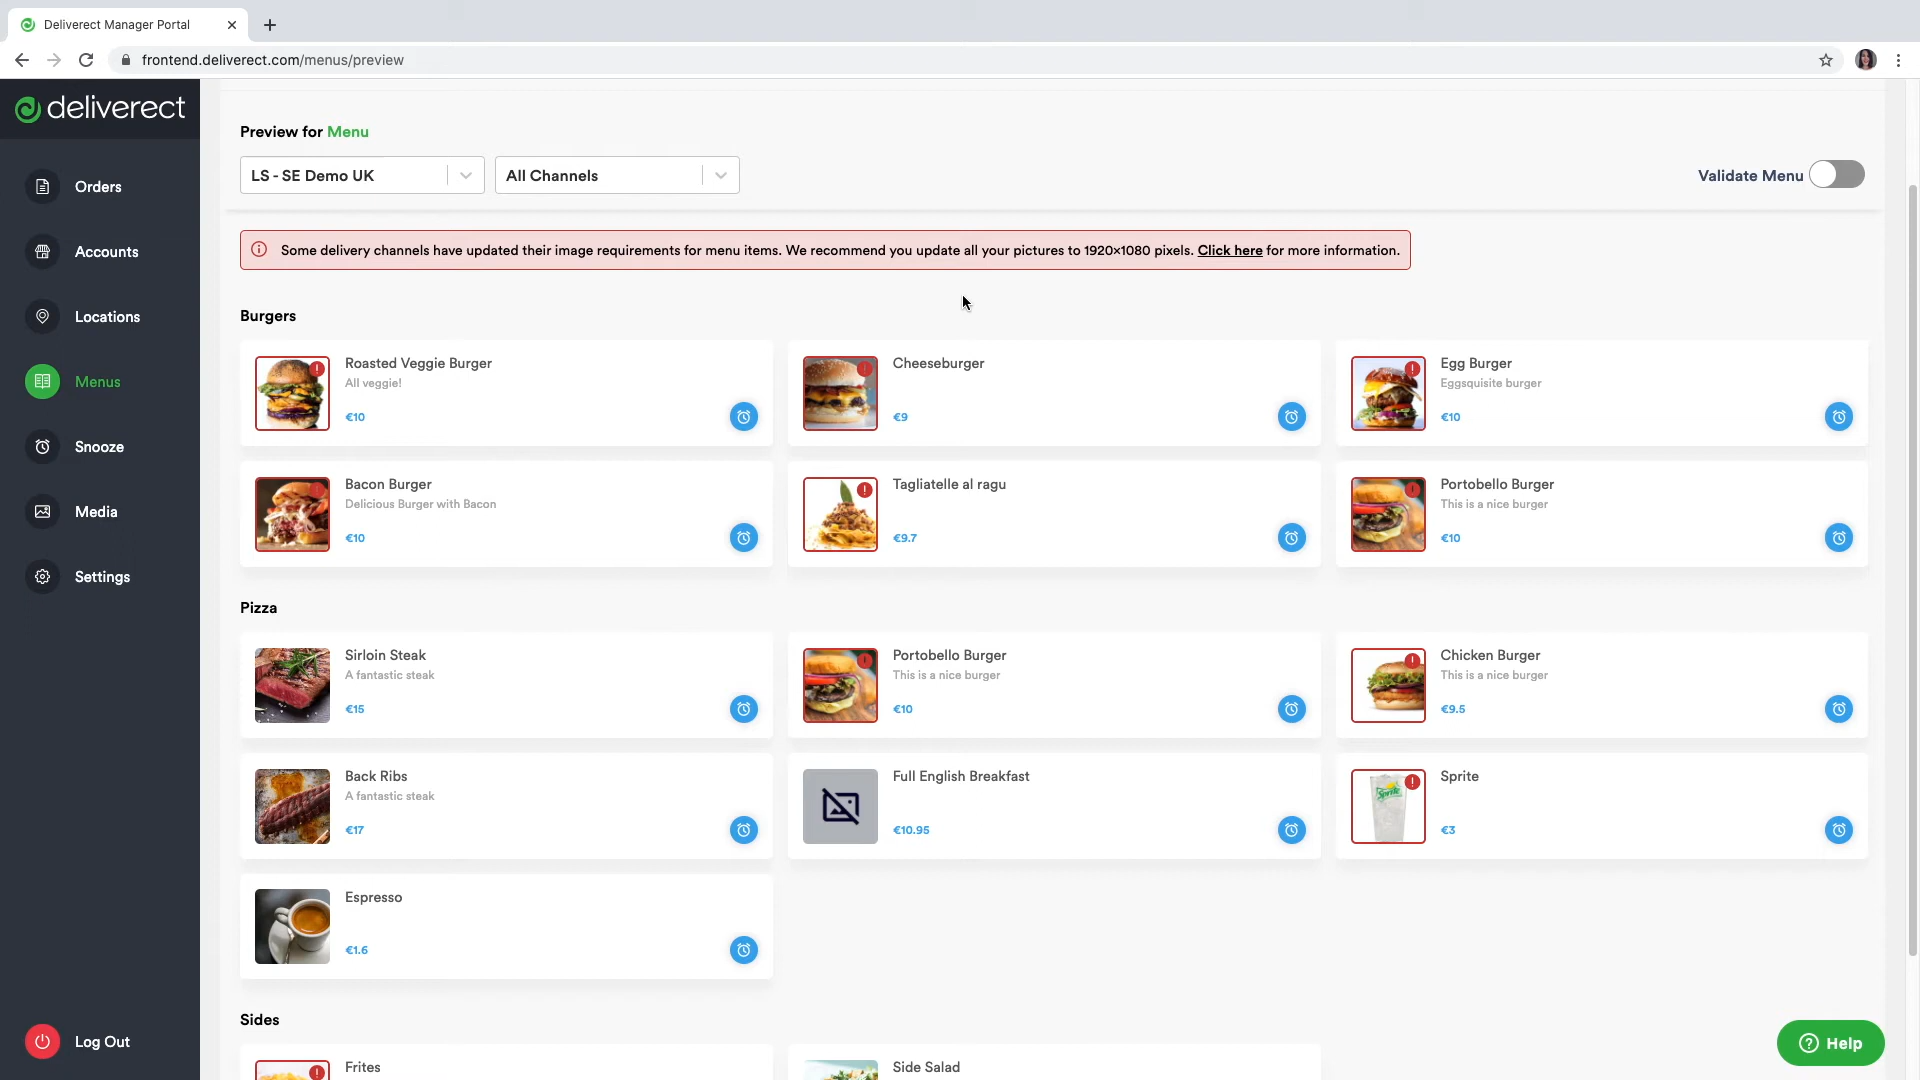 Deliverect Manager Portal
frontend.deliverect.com/menus/preview
deliverect
Orders
Accounts
Locations
Menus
Snooze
Media
Settings
Log Out
Preview for Menu
LS - SE Demo UK
All Channels
Validate Menu
Some delivery channels have updated their image requirements for menu items. We recommend you update all your pictures to 1920x1080 pixels. Click here for more information.
Burgers
Roasted Veggie Burger
All veggie!
€10
Cheeseburger
€9
Egg Burger
Eggsquisite burger
€10
Bacon Burger
Delicious Burger with Bacon
€10
Tagliatelle al ragu
€9.7
Portobello Burger
This is a nice burger
€10
Pizza
Sirloin Steak
A fantastic steak
€15
Portobello Burger
This is a nice burger
€10
Chicken Burger
This is a nice burger
€9.5
Back Ribs
A fantastic steak
€17
Full English Breakfast
€10.95
Sprite
Sprite
€3
Espresso
€1.6
Sides
Frites
Side Salad
Help